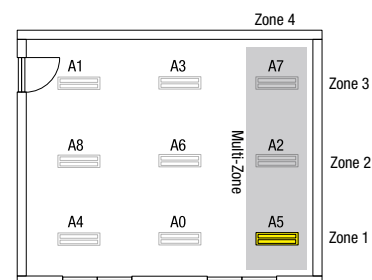 Zone 4
A1 A3 A7
Zone 3
A8 A6 A2
Multi-Zone
Zone 2
A4 A0 A5
Zone 1